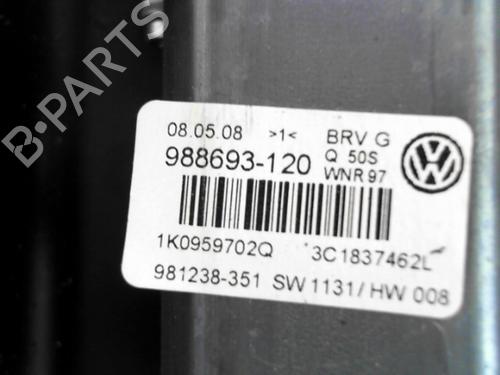 B-PARTS
08.05.08 >1< BRV G
988693-120 Q 50S
WNR 97
1K0959702Q 3C1837462L
981238-351 SW 1131/HW 008